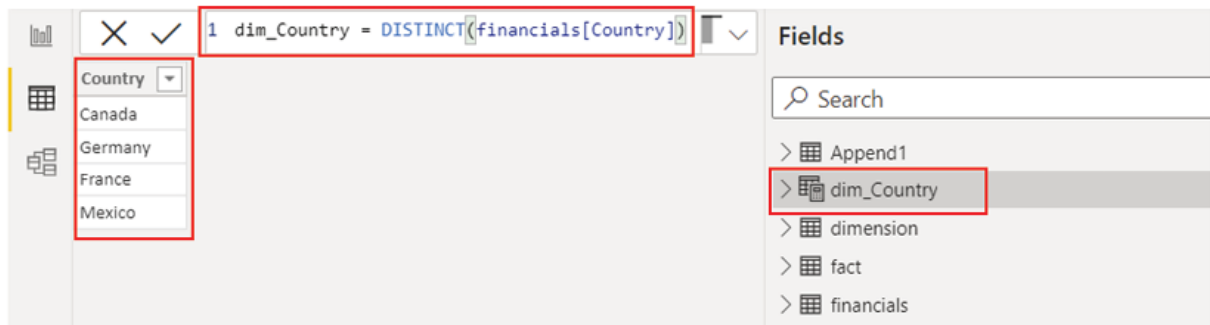 1 dim_Country = DISTINCT(financials[Country])
Country
Canada
Germany
France
Mexico
Fields
Search
Append1
dim_Country
dimension
fact
financials